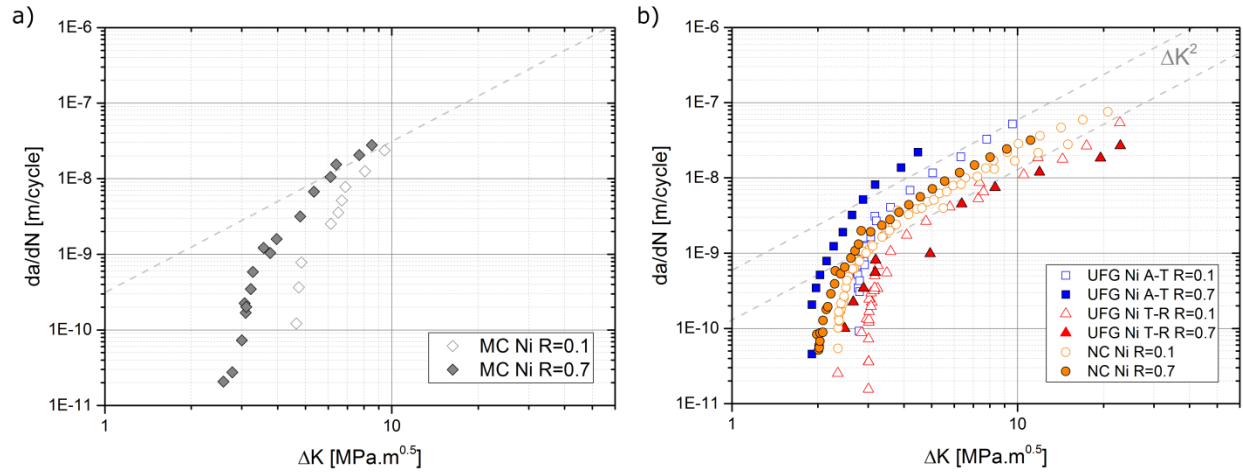 a)
1E-6
1E-7
1E-8
1E-9
1E-10
1E-11
da/dN [m/cycle]
1
10
ΔK [MPa.m^0.5]
MC Ni R=0.1
MC Ni R=0.7
b)
1E-6
1E-7
1E-8
1E-9
1E-10
1E-11
da/dN [m/cycle]
1
10
ΔK [MPa.m^0.5]
ΔK^2
UFG Ni A-T R=0.1
UFG Ni A-T R=0.7
UFG Ni T-R R=0.1
UFG Ni T-R R=0.7
NC Ni R=0.1
NC Ni R=0.7